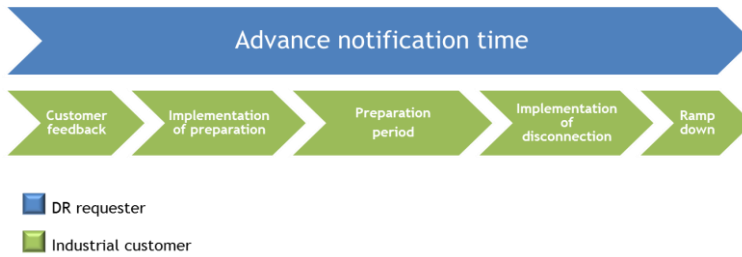 Advance notification time
Customer
feedback
Implementation
of preparation
Preparation
period
Implementation
of
disconnection
Ramp
down
DR requester
Industrial customer